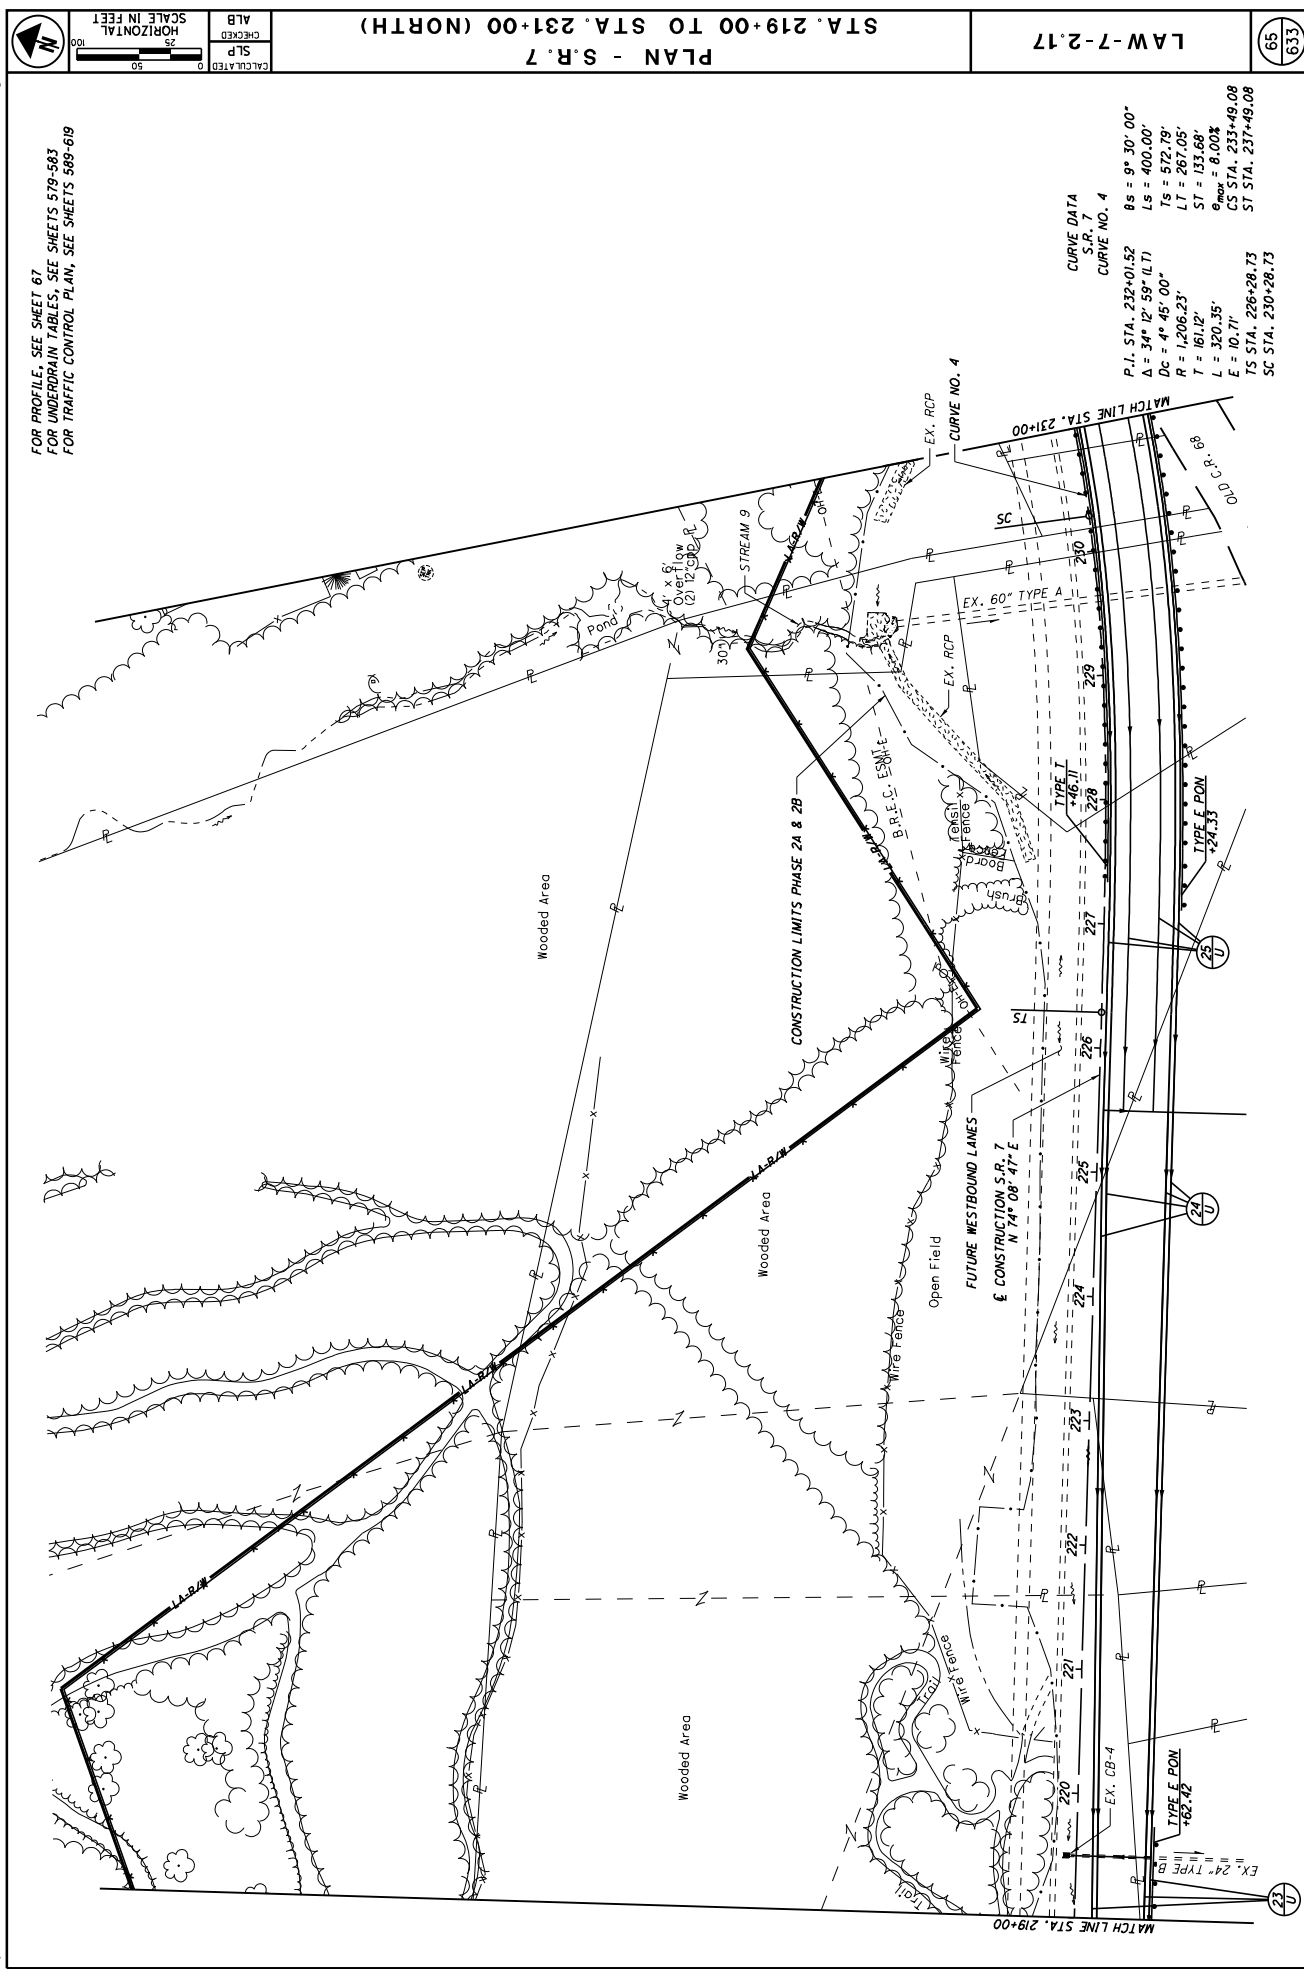 FOR PROFILE, SEE SHEET 67
FOR UNDERDRAIN TABLES, SEE SHEETS 579-583
FOR TRAFFIC CONTROL PLAN, SEE SHEETS 589-619
N
HORIZONTAL
SCALE IN FEET
0
25
50
100
CALCULATED
SLP
CHECKED
ALB
PLAN - S.R. 7
STA. 219+00 TO STA. 231+00 (NORTH)
LAW-7-2.17
65
633
CURVE DATA
S.R. 7
CURVE NO. 4
P.I. STA. 232+01.52
Δ = 34° 12' 59" (LT)
Dc = 4° 45' 00"
R = 1,206.23'
T = 161.12'
L = 320.35'
E = 10.71'
TS STA. 226+28.73
SC STA. 230+28.73
θs = 9° 30' 00"
Ls = 400.00'
Ts = 572.79'
LT = 267.05'
ST = 133.68'
emax = 8.00%
CS STA. 233+49.08
ST STA. 237+49.08
MATCH LINE STA. 231+00
OLD C.R. 68
EX. RCP
CURVE NO. 4
STREAM 9
4' x 6'
Overflow
(2) 12"cpp
Pond
30"
EX. 60" TYPE A
EX. RCP
SC
230
229
228
227
226
225
224
223
222
221
220
TYPE T
+46.11
TYPE E PON
+24.33
CONSTRUCTION LIMITS PHASE 2A & 2B
B.R.E.C. ESMT
OH-E
OH-E
LA-R/W
LA-R/W
LA-R/W
LA-R/W
LA-R/W
LA-R/W
Tensil
Fence
Board
Fence
Brush
Wire
Fence
TS
25
U
24
U
23
U
FUTURE WESTBOUND LANES
℄ CONSTRUCTION S.R. 7
N 74° 08' 47" E
Wooded Area
Wooded Area
Wooded Area
Open Field
Wire Fence
Wire Fence
Trail
Trail
EX. CB-4
TYPE E PON
+62.42
EX. 24" TYPE B
MATCH LINE STA. 219+00